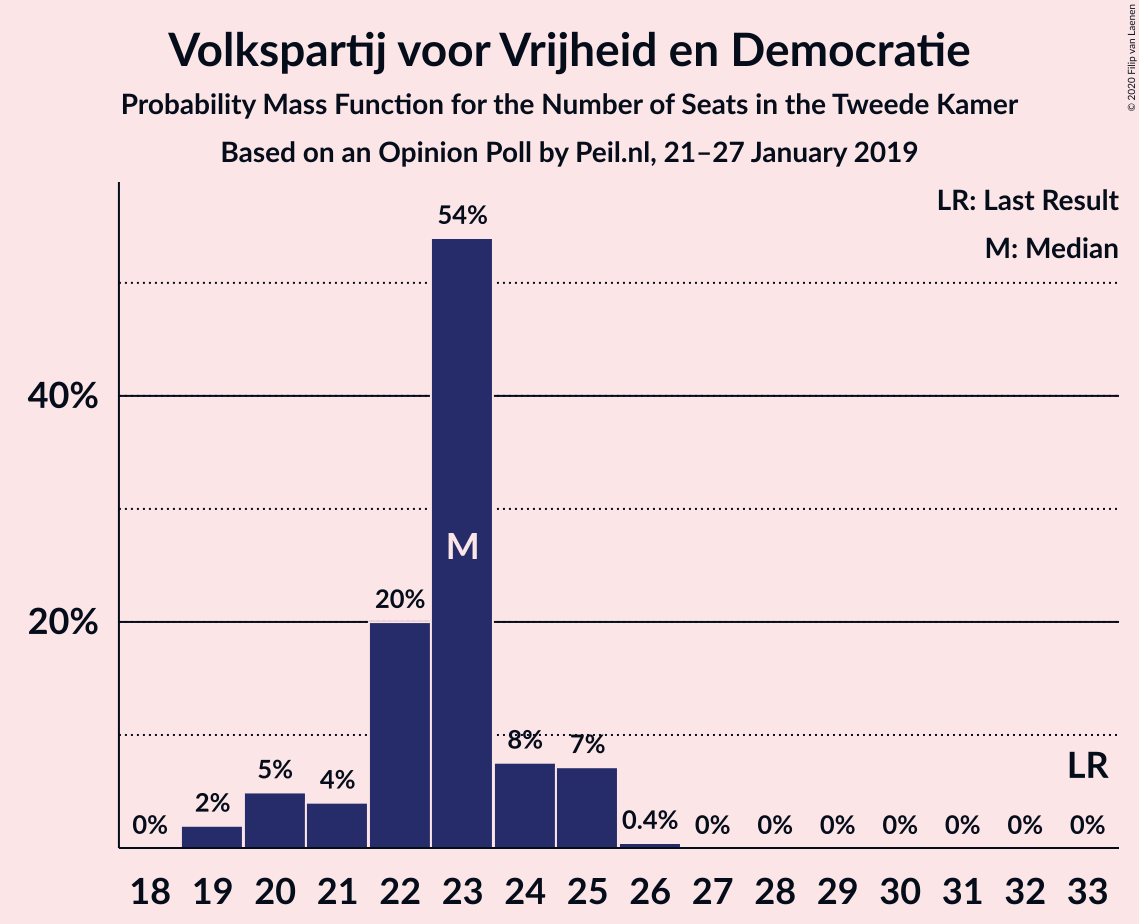 Volkspartij voor Vrijheid en Democratie
Probability Mass Function for the Number of Seats in the Tweede Kamer
Based on an Opinion Poll by Peil.nl, 21–27 January 2019
© 2020 Filip van Laenen
LR: Last Result
M: Median
54%
40%
M
20%
20%
8%
7%
LR
5%
4%
2%
0%
0.4%
0%
0%
0%
0%
0%
0%
0%
18 19 20 21 22 23 24 25 26 27 28 29 30 31 32 33